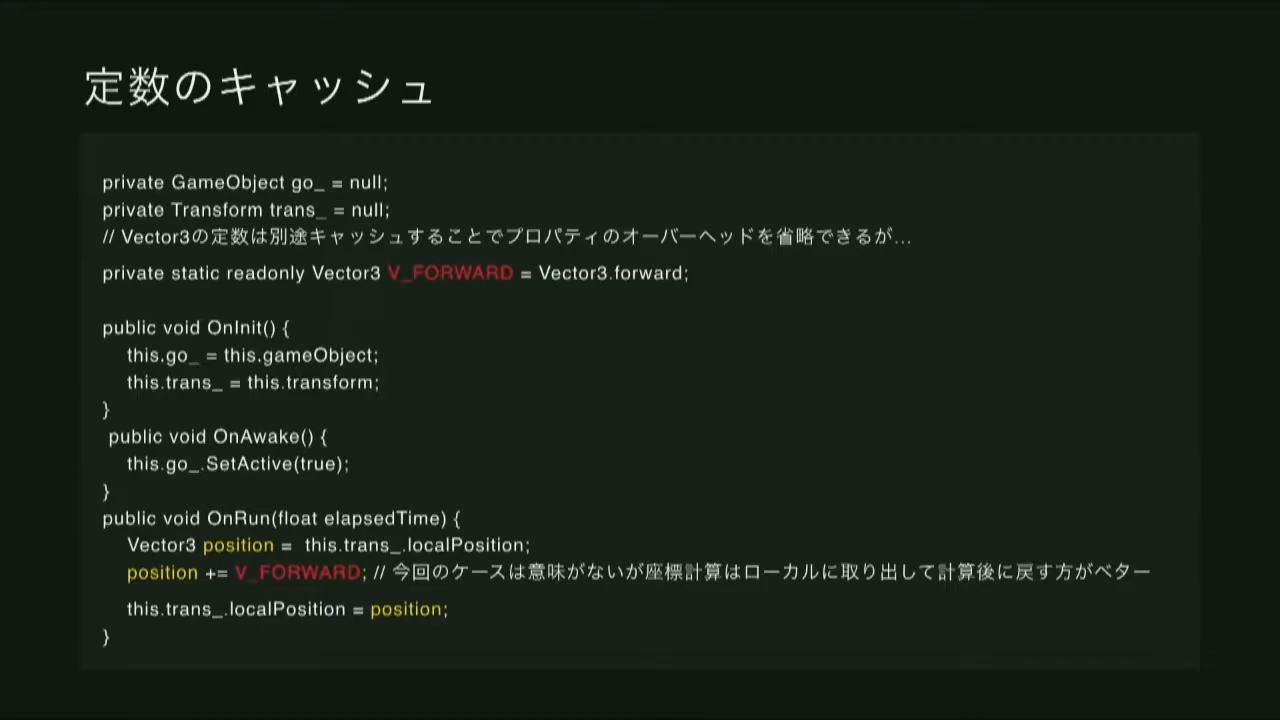 定数のキャッシュ
private GameObject go_ = null;
private Transform trans_ = null;
// Vector3の定数は別途キャッシュすることでプロパティのオーバーヘッドを省略できるが...
private static readonly Vector3 V_FORWARD = Vector3.forward;
public void OnInit() {
this.go_ = this.gameObject;
this.trans_ = this.transform;
}
public void OnAwake() {
this.go_.SetActive(true);
}
public void OnRun(float elapsedTime) {
Vector3 position = this.trans_.localPosition;
position += V_FORWARD; // 今回のケースは意味がないが座標計算はローカルに取り出して計算後に戻す方がベター
this.trans_.localPosition = position;
}